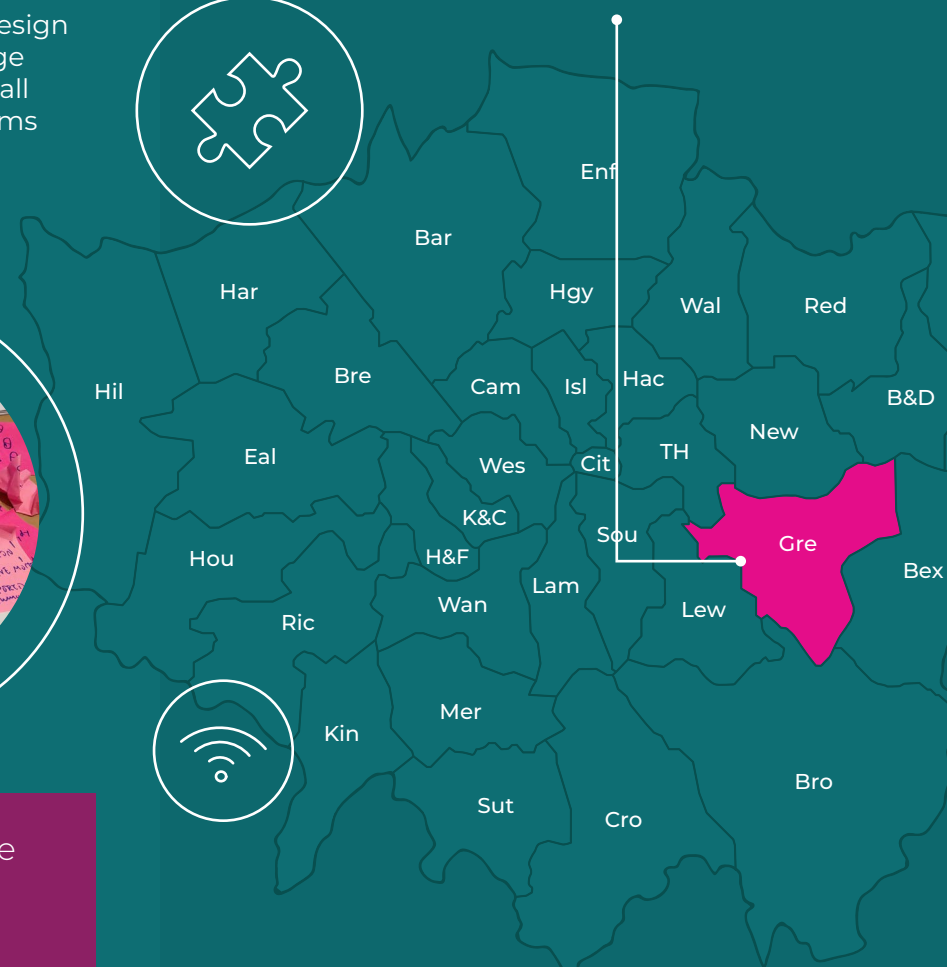 esign
ge
all
ms
Enf
Bar
Har
Hgy
Wal
Red
Bre
Cam
Isl
Hac
Hil
B&D
New
Eal
Wes
Cit
TH
K&C
Sou
Gre
Hou
H&F
Lam
Bex
Wan
Lew
Ric
Mer
Kin
Bro
Sut
Cro
e